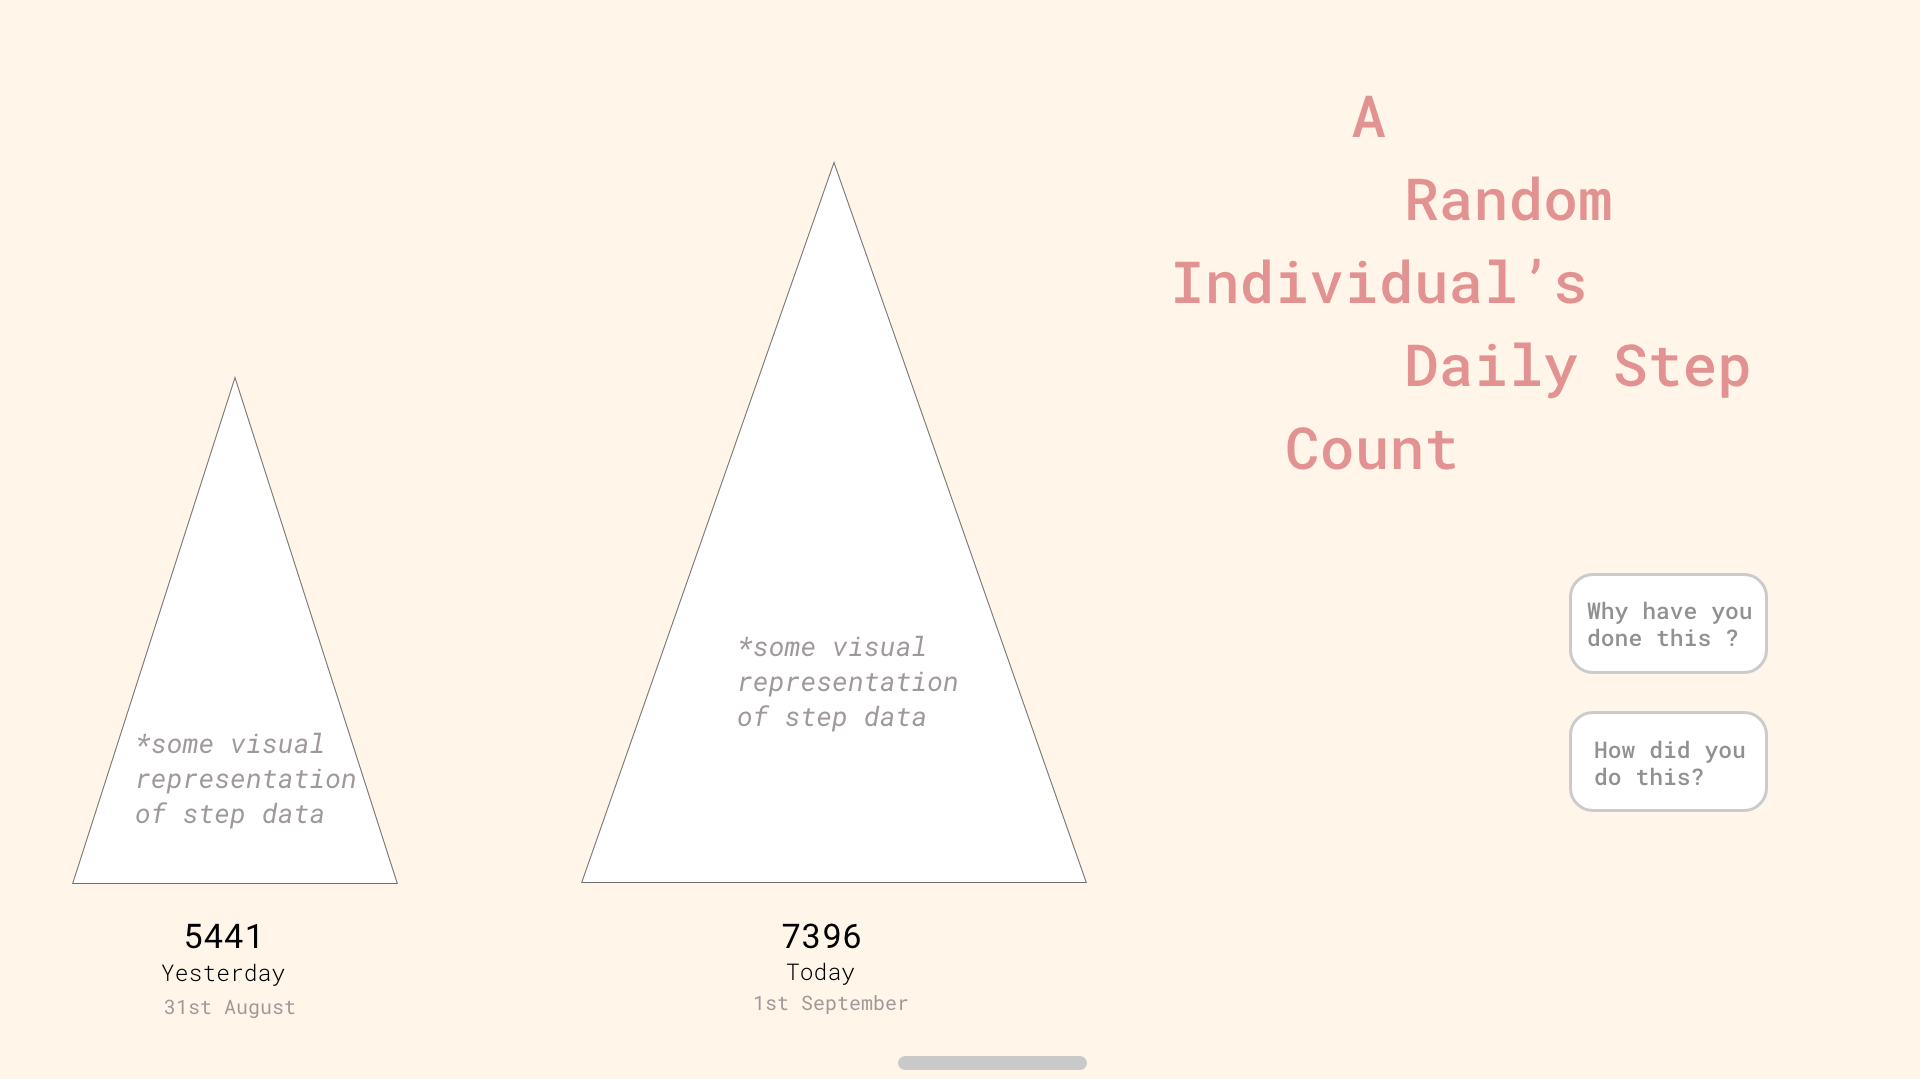 A
Random
Individual’s
Daily Step
Count
*some visual
representation
of step data
*some visual
representation
of step data
Why have you
done this ?
How did you
do this?
5441
Yesterday
31st August
7396
Today
1st September